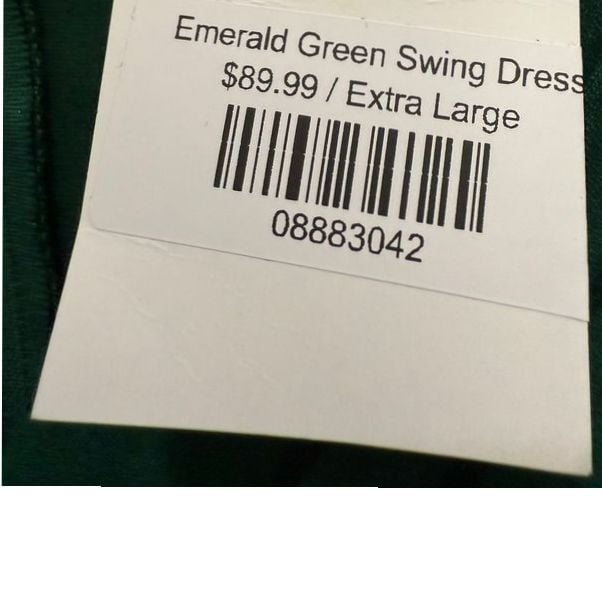 Emerald Green Swing Dress
$89.99 / Extra Large
08883042